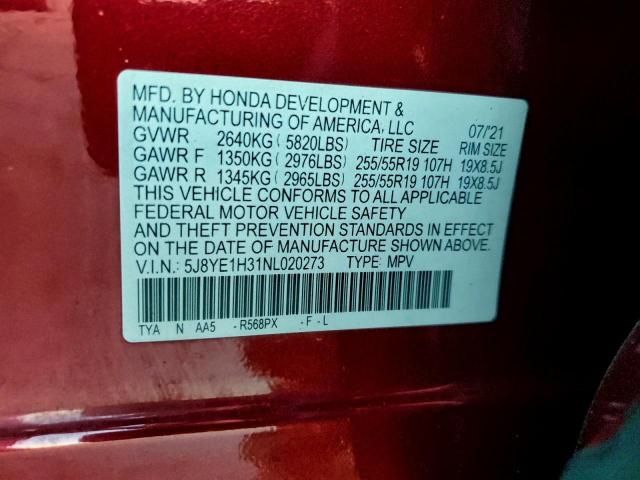 MFD. BY HONDA DEVELOPMENT &
MANUFACTURING OF AMERICA, LLC 07/'21
GVWR 2640KG ( 5820LBS) TIRE SIZE RIM SIZE
GAWR F 1350KG ( 2976LBS) 255/55R19 107H 19X8.5J
GAWR R 1345KG ( 2965LBS) 255/55R19 107H 19X8.5J
THIS VEHICLE CONFORMS TO ALL APPLICABLE
FEDERAL MOTOR VEHICLE SAFETY
AND THEFT PREVENTION STANDARDS IN EFFECT
ON THE DATE OF MANUFACTURE SHOWN ABOVE.
V.I.N.: 5J8YE1H31NL020273 TYPE: MPV
TYA N AA5 -R568PX -F-L